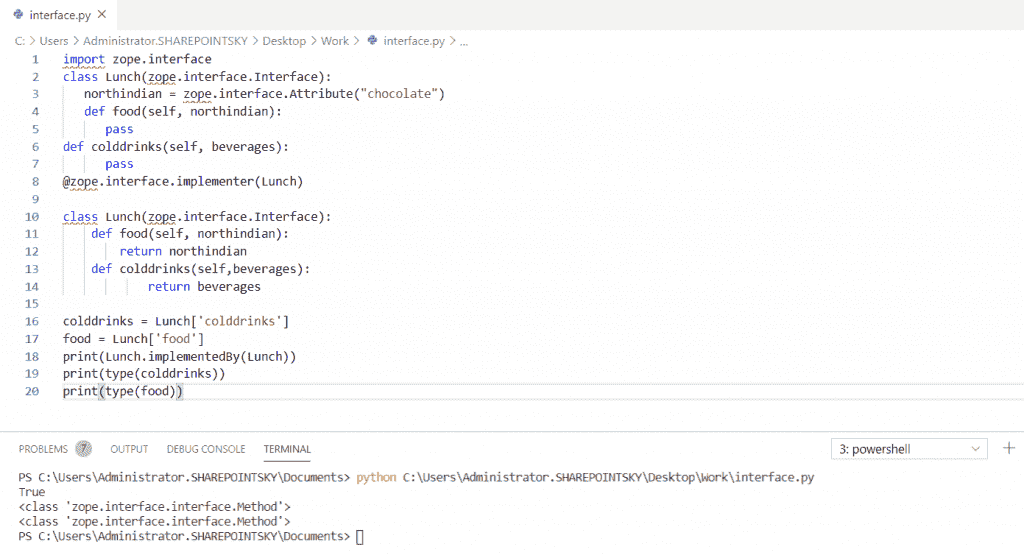 interface.py
C: > Users > Administrator.SHAREPOINTSKY > Desktop > Work > interface.py > ...
1 import zope.interface
2 class Lunch(zope.interface.Interface):
3 northindian = zope.interface.Attribute("chocolate")
4 def food(self, northindian):
5 pass
6 def colddrinks(self, beverages):
7 pass
8 @zope.interface.implementer(Lunch)
9
10 class Lunch(zope.interface.Interface):
11 def food(self, northindian):
12 return northindian
13 def colddrinks(self,beverages):
14 return beverages
15
16 colddrinks = Lunch['colddrinks']
17 food = Lunch['food']
18 print(Lunch.implementedBy(Lunch))
19 print(type(colddrinks))
20 print(type(food))
PROBLEMS 7 OUTPUT DEBUG CONSOLE TERMINAL 3: powershell
PS C:\Users\Administrator.SHAREPOINTSKY\Documents> python C:\Users\Administrator.SHAREPOINTSKY\Desktop\Work\interface.py
True
<class 'zope.interface.interface.Method'>
<class 'zope.interface.interface.Method'>
PS C:\Users\Administrator.SHAREPOINTSKY\Documents>